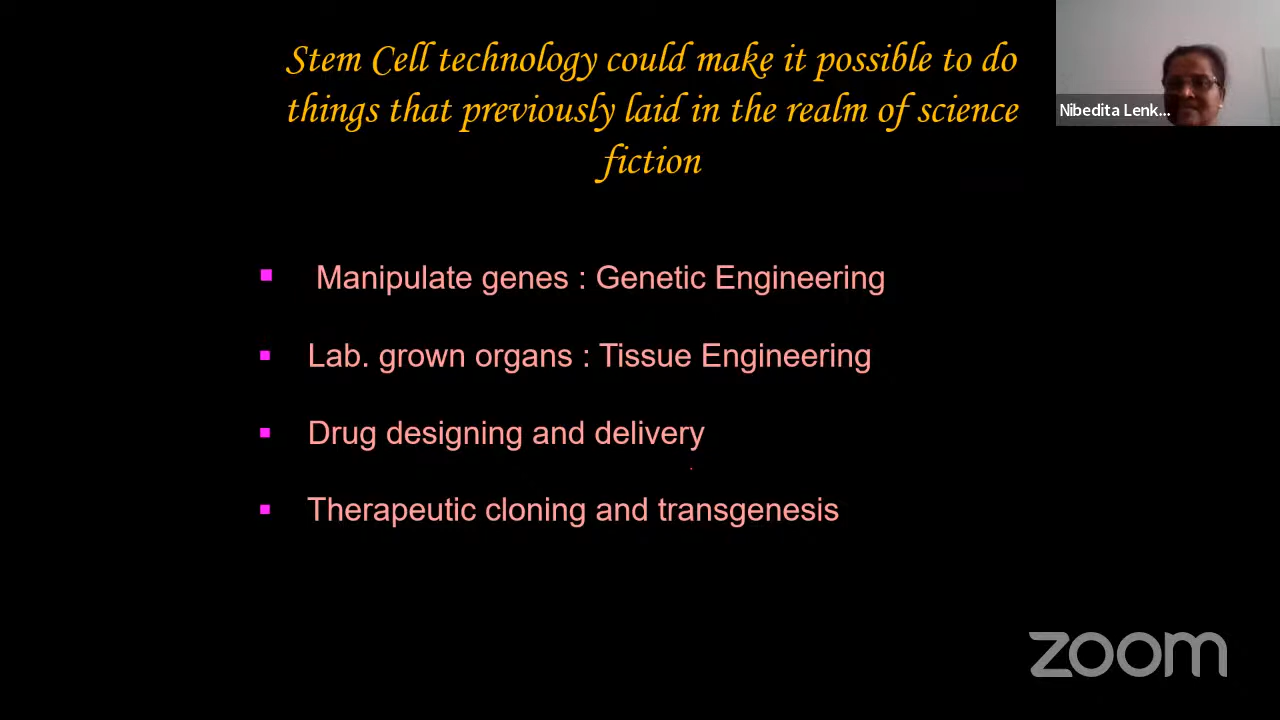 Stem Cell technology could make it possible to do
things that previously laid in the realm of science
fiction
Nibedita Lenk...
Manipulate genes : Genetic Engineering
Lab. grown organs : Tissue Engineering
Drug designing and delivery
Therapeutic cloning and transgenesis
zoom